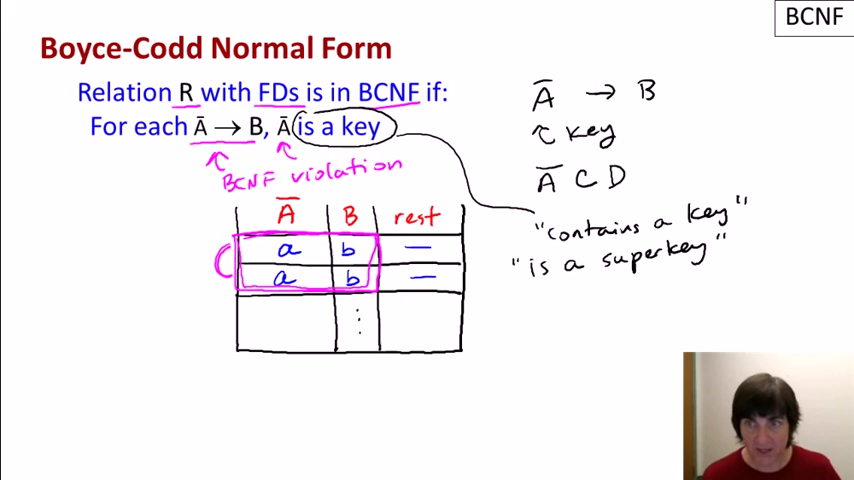 BCNF
Boyce-Codd Normal Form
Relation R with FDs is in BCNF if:
For each Ā → B, Ā is a key
BCNF violation
Ā B rest
a b —
a b —
⋮
Ā → B
↖ key
Ā C D
"contains a key"
"is a superkey"